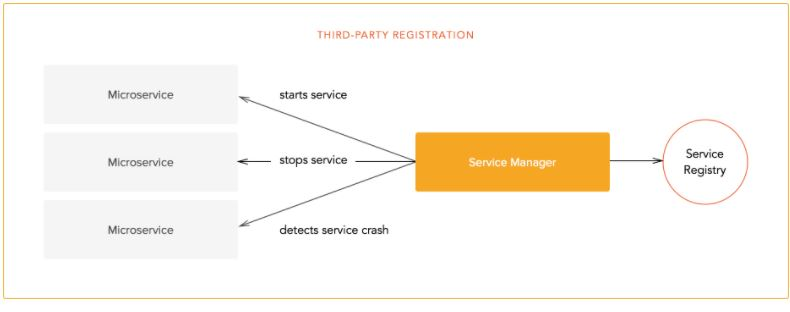 THIRD-PARTY REGISTRATION
Microservice
starts service
Microservice
stops service
Service Manager
Service
Registry
Microservice
detects service crash